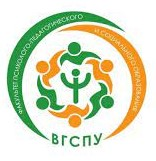 ФАКУЛЬТЕТ ПСИХОЛОГО-ПЕДАГОГИЧЕСКОГО
И СОЦИАЛЬНОГО ОБРАЗОВАНИЯ
ВГСПУ